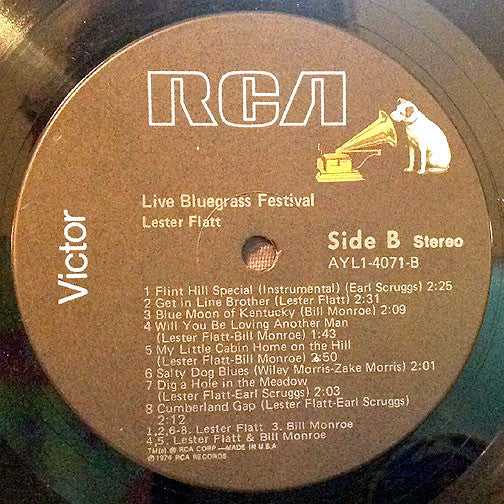 RCA
Victor
Live Bluegrass Festival
Lester Flatt
Side B Stereo
AYL1-4071-B
1 Flint Hill Special (Instrumental) (Earl Scruggs) 2:25
2 Get in Line Brother (Lester Flatt) 2:31
3 Blue Moon of Kentucky (Bill Monroe) 2:09
4 Will You Be Loving Another Man
(Lester Flatt-Bill Monroe) 1:43
5 My Little Cabin Home on the Hill
(Lester Flatt-Bill Monroe) 2:50
6 Salty Dog Blues (Wiley Morris-Zake Morris) 2:01
7 Dig a Hole in the Meadow
(Lester Flatt-Earl Scruggs) 2:03
8 Cumberland Gap (Lester Flatt-Earl Scruggs)
2:12
1,2,6-8. Lester Flatt 3. Bill Monroe
4,5. Lester Flatt & Bill Monroe
TM(s) ® RCA CORP—MADE IN U.S.A
℗ 1974 RCA RECORDS